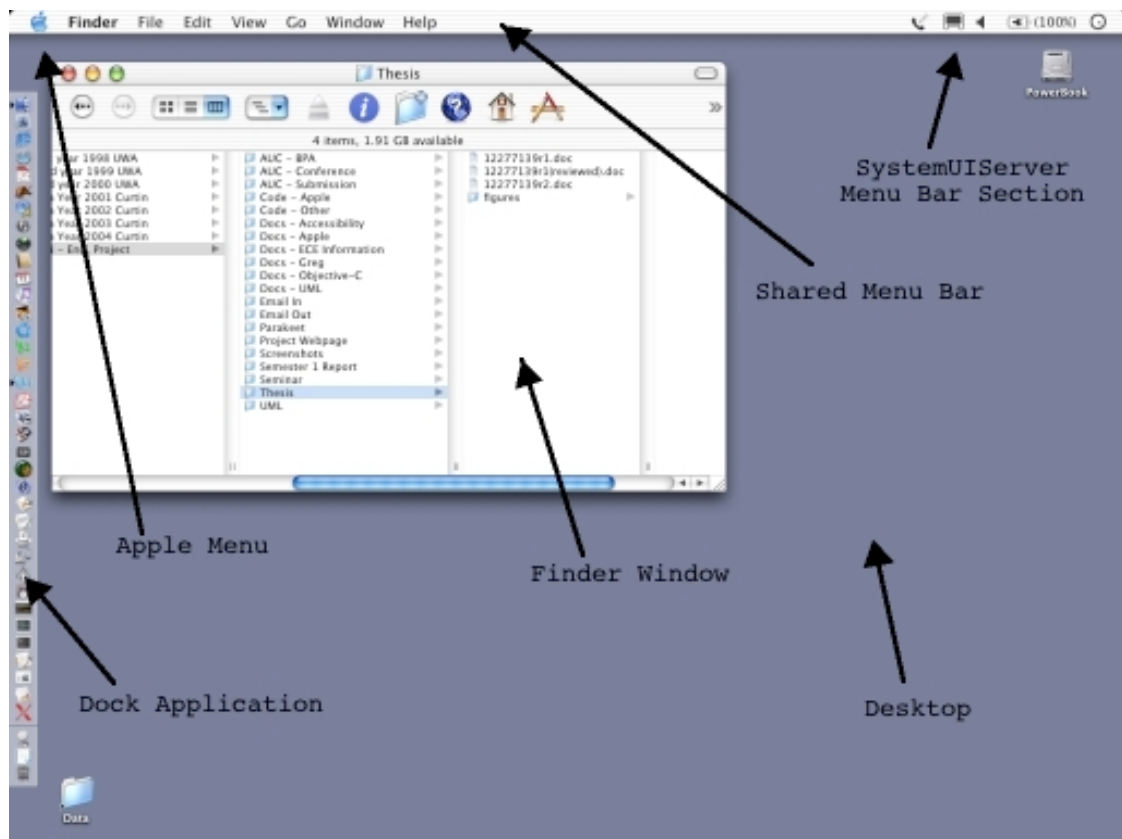 Finder File Edit View Go Window Help
(100%)
Thesis
4 items, 1.91 GB available
year 1998 UWA
year 1999 UWA
year 2000 UWA
Year 2001 Curtin
Year 2002 Curtin
Year 2003 Curtin
Year 2004 Curtin
Project
AUC - BPA
AUC - Conference
AUC - Submission
Code - Apple
Code - Other
Docs - Accessibility
Docs - Apple
Docs - ECE Information
Docs - Greg
Docs - Objective-C
Docs - UML
Email In
Email Out
Parakeet
Project Webpage
Screenshots
Semester 1 Report
Seminar
Thesis
UML
12277139r1.doc
12277139r1(reviewed).doc
12277139r2.doc
figures
PowerBook
SystemUIServer
Menu Bar Section
Shared Menu Bar
Apple Menu
Finder Window
Dock Application
Desktop
Data